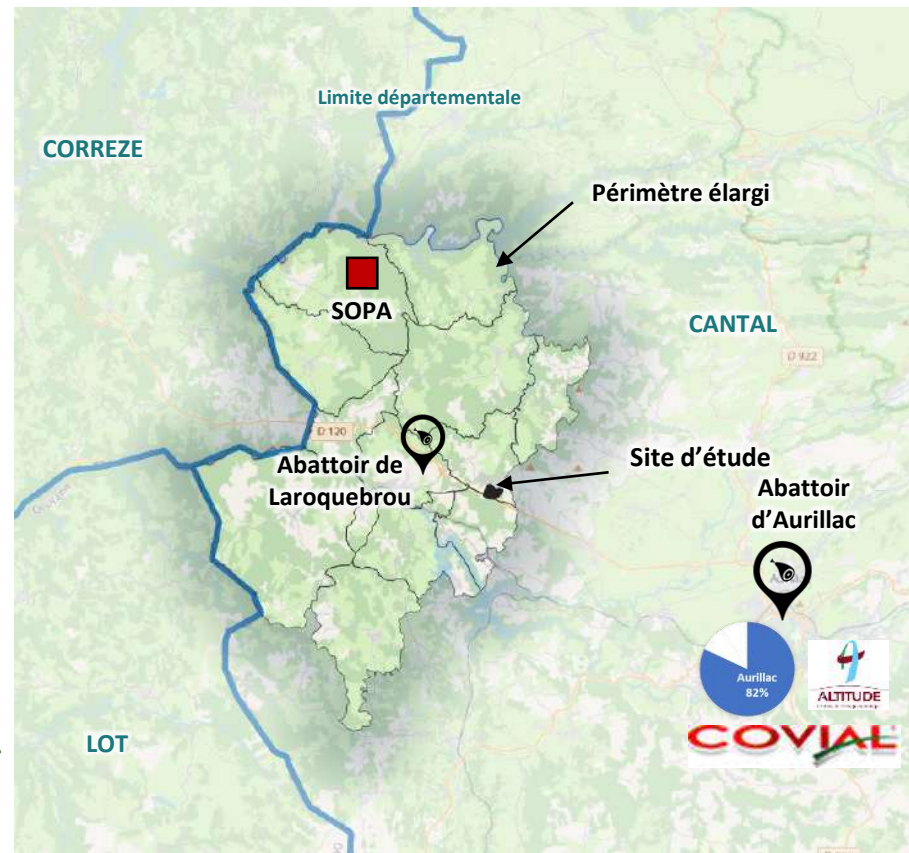 Limite départementale
CORREZE
Périmètre élargi
SOPA
CANTAL
D 922
D 120
Abattoir de
Laroquebrou
Site d'étude
Abattoir
d'Aurillac
Aurillac
82%
ALTITUDE
COVIAL
LOT